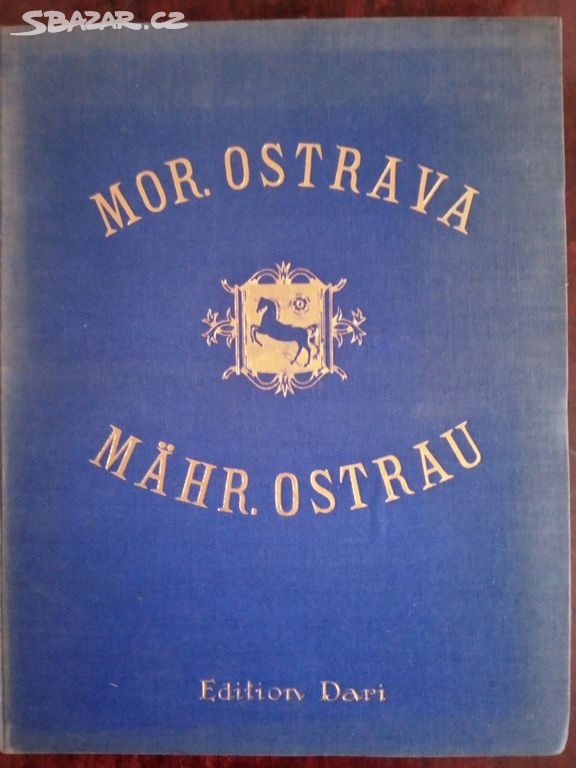 SBAZAR.CZ
MOR. OSTRAVA
MÄHR. OSTRAU
Edition Dari